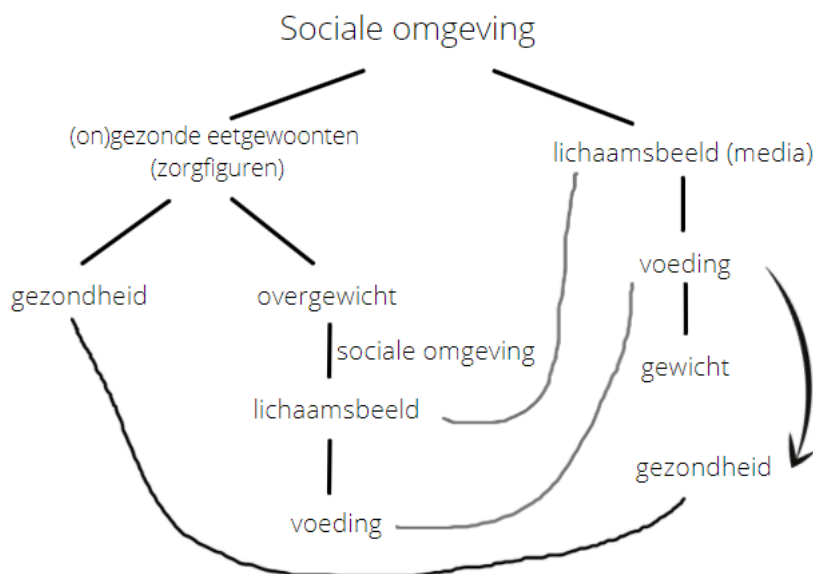 Sociale omgeving
(on)gezonde eetgewoonten
(zorgfiguren)
lichaamsbeeld (media)
gezondheid
overgewicht
voeding
sociale omgeving
gewicht
lichaamsbeeld
gezondheid
voeding